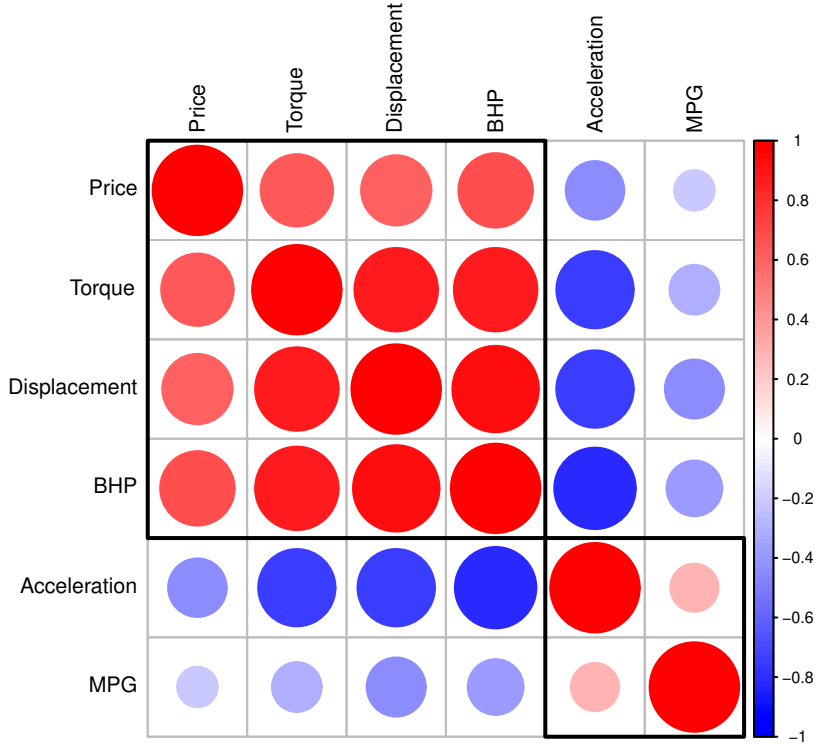 Price
Torque
Displacement
BHP
Acceleration
MPG
Price
Torque
Displacement
BHP
Acceleration
MPG
1
0.8
0.6
0.4
0.2
0
−0.2
−0.4
−0.6
−0.8
−1